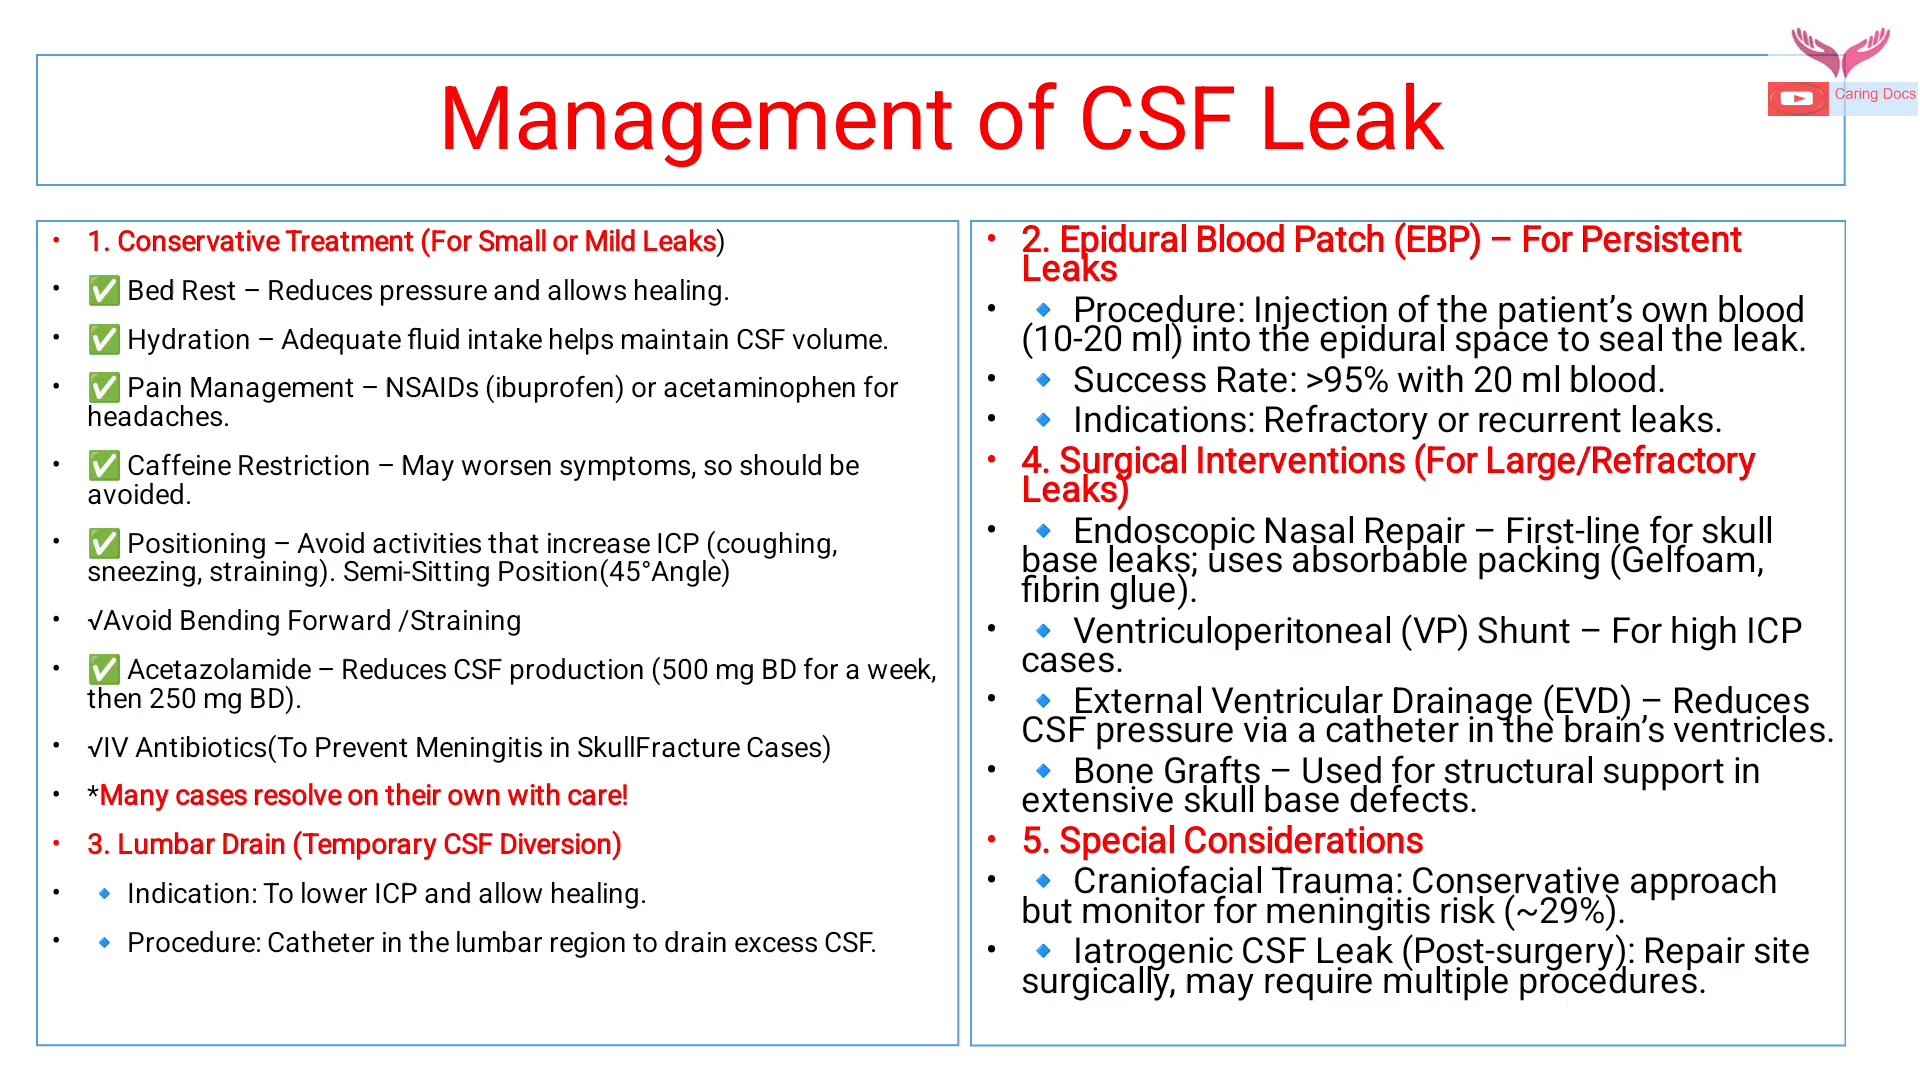 Caring Docs
Management of CSF Leak
• 1. Conservative Treatment (For Small or Mild Leaks)
• ✅ Bed Rest – Reduces pressure and allows healing.
• ✅ Hydration – Adequate fluid intake helps maintain CSF volume.
• ✅ Pain Management – NSAIDs (ibuprofen) or acetaminophen for
headaches.
• ✅ Caffeine Restriction – May worsen symptoms, so should be
avoided.
• ✅ Positioning – Avoid activities that increase ICP (coughing,
sneezing, straining). Semi-Sitting Position(45°Angle)
• √Avoid Bending Forward /Straining
• ✅ Acetazolamide – Reduces CSF production (500 mg BD for a week,
then 250 mg BD).
• √IV Antibiotics(To Prevent Meningitis in SkullFracture Cases)
• *Many cases resolve on their own with care!
• 3. Lumbar Drain (Temporary CSF Diversion)
• 🔹 Indication: To lower ICP and allow healing.
• 🔹 Procedure: Catheter in the lumbar region to drain excess CSF.
• 2. Epidural Blood Patch (EBP) – For Persistent
Leaks
• 🔹 Procedure: Injection of the patient’s own blood
(10-20 ml) into the epidural space to seal the leak.
• 🔹 Success Rate: >95% with 20 ml blood.
• 🔹 Indications: Refractory or recurrent leaks.
• 4. Surgical Interventions (For Large/Refractory
Leaks)
• 🔹 Endoscopic Nasal Repair – First-line for skull
base leaks; uses absorbable packing (Gelfoam,
fibrin glue).
• 🔹 Ventriculoperitoneal (VP) Shunt – For high ICP
cases.
• 🔹 External Ventricular Drainage (EVD) – Reduces
CSF pressure via a catheter in the brain’s ventricles.
• 🔹 Bone Grafts – Used for structural support in
extensive skull base defects.
• 5. Special Considerations
• 🔹 Craniofacial Trauma: Conservative approach
but monitor for meningitis risk (~29%).
• 🔹 Iatrogenic CSF Leak (Post-surgery): Repair site
surgically, may require multiple procedures.